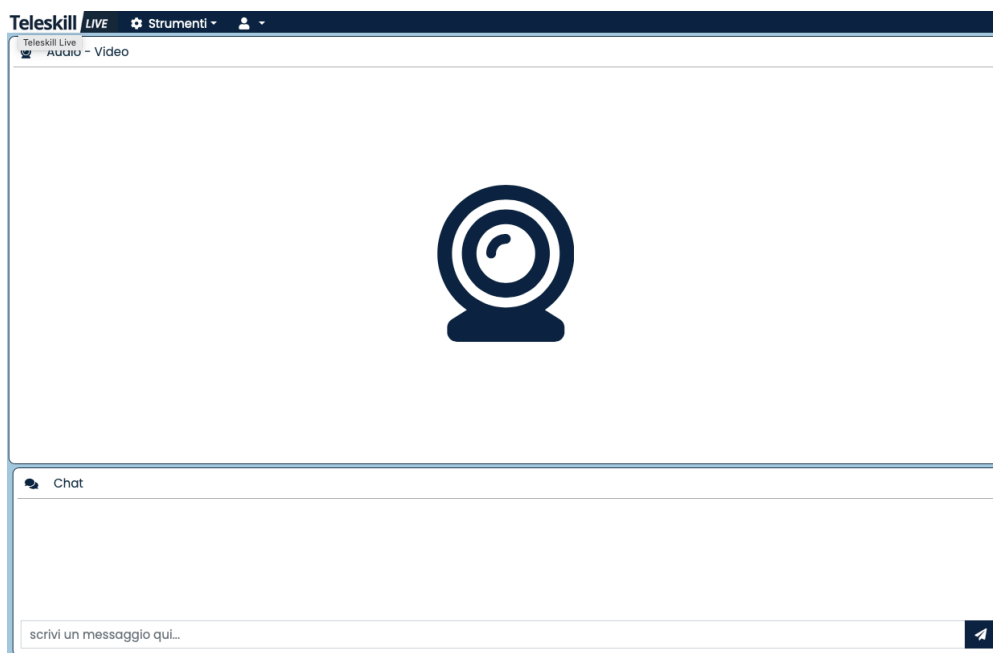 Teleskill LIVE Strumenti
Teleskill Live
Audio - Video
Chat
scrivi un messaggio qui...